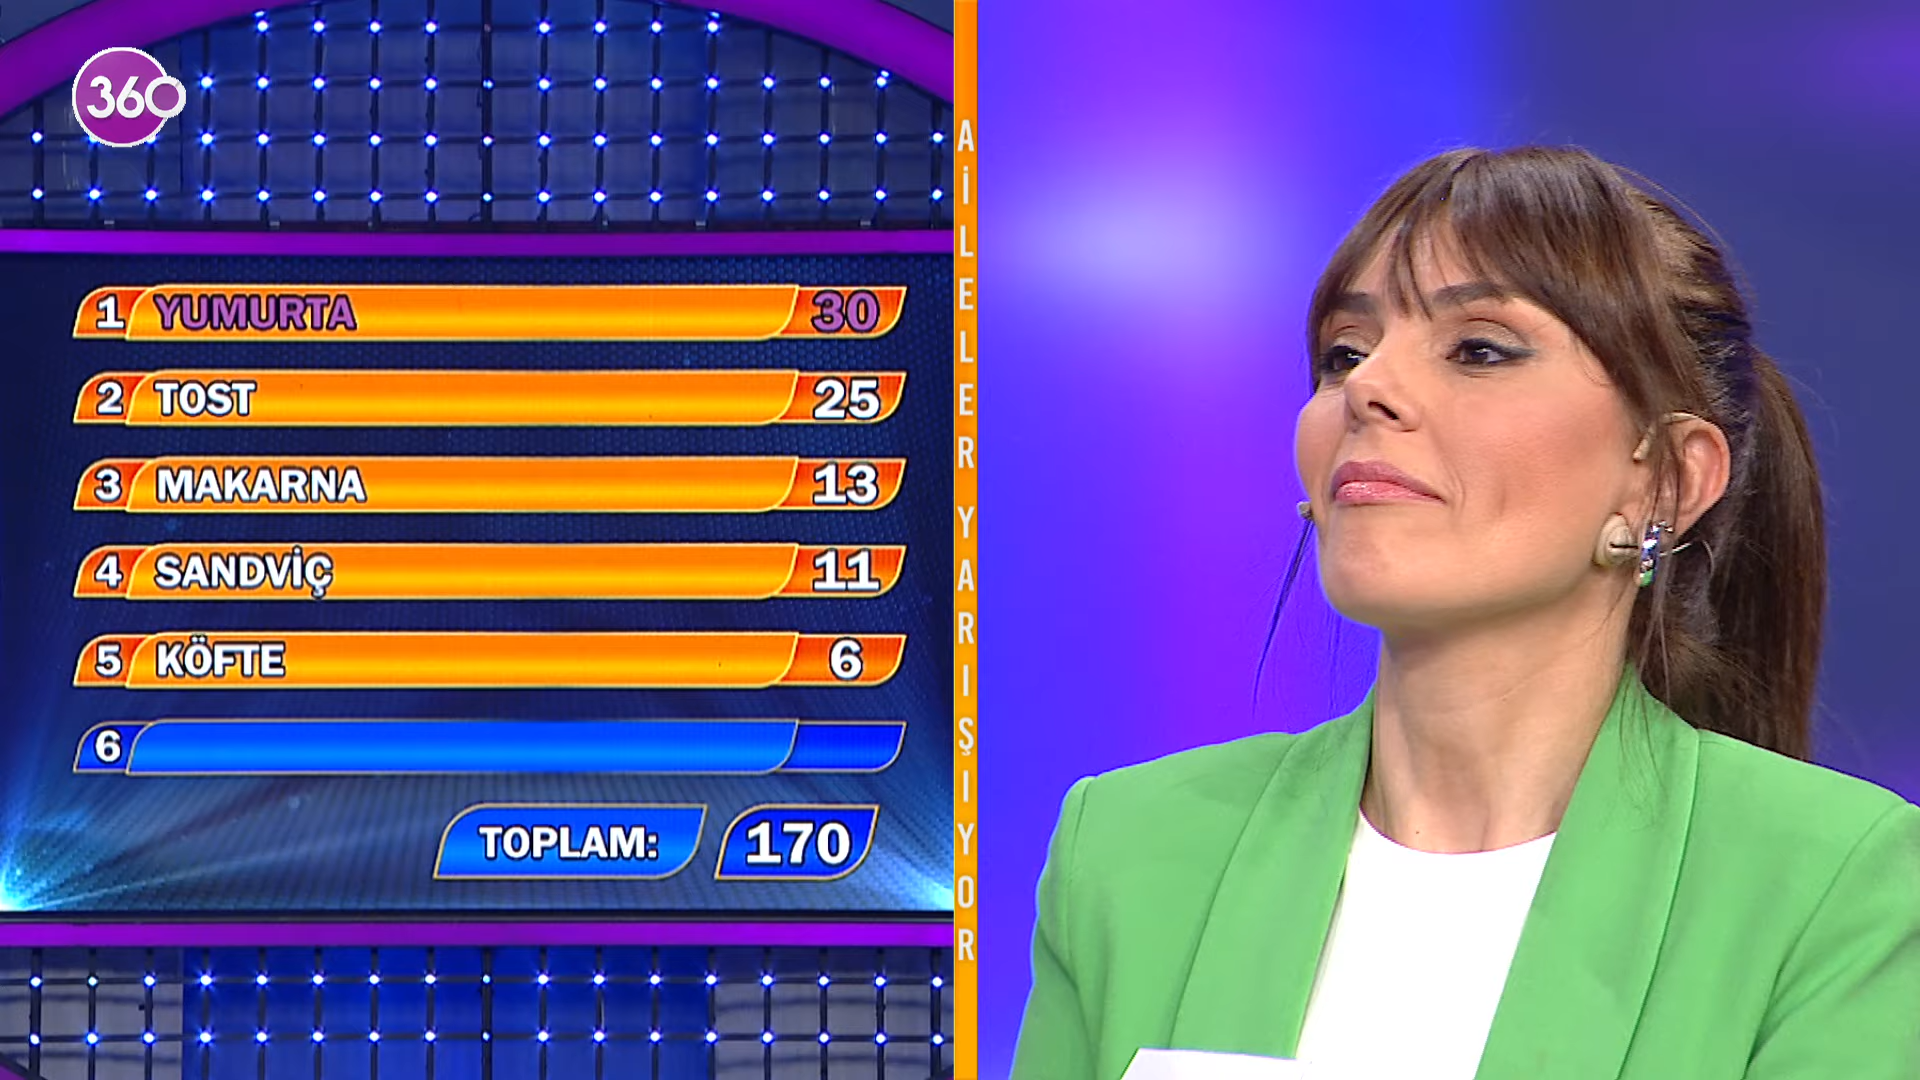 360
1 YUMURTA 30
2 TOST 25
3 MAKARNA 13
4 SANDVİÇ 11
5 KÖFTE 6
6
TOPLAM: 170
AİLELER YARIŞIYOR